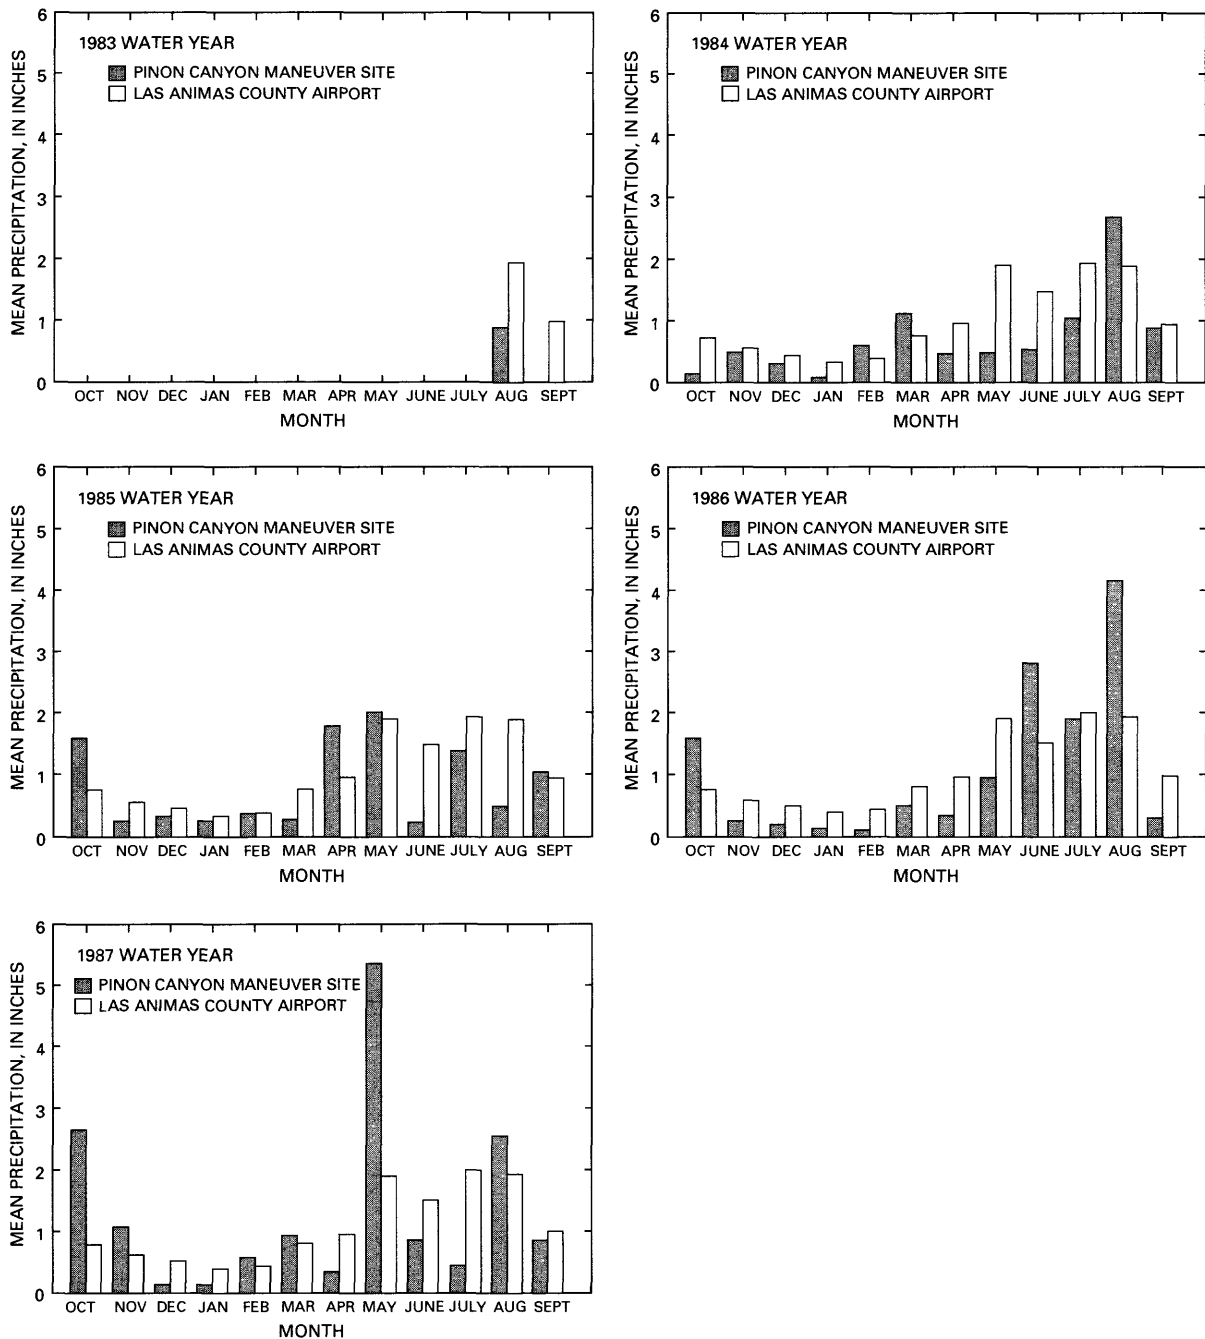 1983 WATER YEAR
PINON CANYON MANEUVER SITE
LAS ANIMAS COUNTY AIRPORT
MEAN PRECIPITATION, IN INCHES
6
5
4
3
2
1
0
OCT NOV DEC JAN FEB MAR APR MAY JUNE JULY AUG SEPT
MONTH
1984 WATER YEAR
PINON CANYON MANEUVER SITE
LAS ANIMAS COUNTY AIRPORT
MEAN PRECIPITATION, IN INCHES
6
5
4
3
2
1
0
OCT NOV DEC JAN FEB MAR APR MAY JUNE JULY AUG SEPT
MONTH
1985 WATER YEAR
PINON CANYON MANEUVER SITE
LAS ANIMAS COUNTY AIRPORT
MEAN PRECIPITATION, IN INCHES
6
5
4
3
2
1
0
OCT NOV DEC JAN FEB MAR APR MAY JUNE JULY AUG SEPT
MONTH
1986 WATER YEAR
PINON CANYON MANEUVER SITE
LAS ANIMAS COUNTY AIRPORT
MEAN PRECIPITATION, IN INCHES
6
5
4
3
2
1
0
OCT NOV DEC JAN FEB MAR APR MAY JUNE JULY AUG SEPT
MONTH
1987 WATER YEAR
PINON CANYON MANEUVER SITE
LAS ANIMAS COUNTY AIRPORT
MEAN PRECIPITATION, IN INCHES
6
5
4
3
2
1
0
OCT NOV DEC JAN FEB MAR APR MAY JUNE JULY AUG SEPT
MONTH